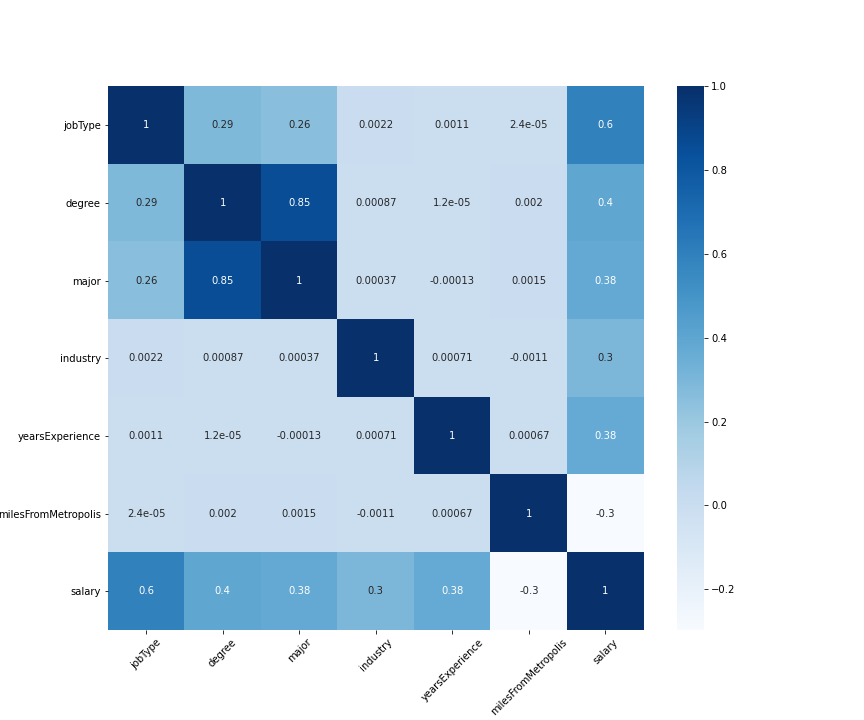 jobType 1 0.29 0.26 0.0022 0.0011 2.4e-05 0.6
degree 0.29 1 0.85 0.00087 1.2e-05 0.002 0.4
major 0.26 0.85 1 0.00037 -0.00013 0.0015 0.38
industry 0.0022 0.00087 0.00037 1 0.00071 -0.0011 0.3
yearsExperience 0.0011 1.2e-05 -0.00013 0.00071 1 0.00067 0.38
milesFromMetropolis 2.4e-05 0.002 0.0015 -0.0011 0.00067 1 -0.3
salary 0.6 0.4 0.38 0.3 0.38 -0.3 1
jobType degree major industry yearsExperience milesFromMetropolis salary
1.0
0.8
0.6
0.4
0.2
0.0
−0.2